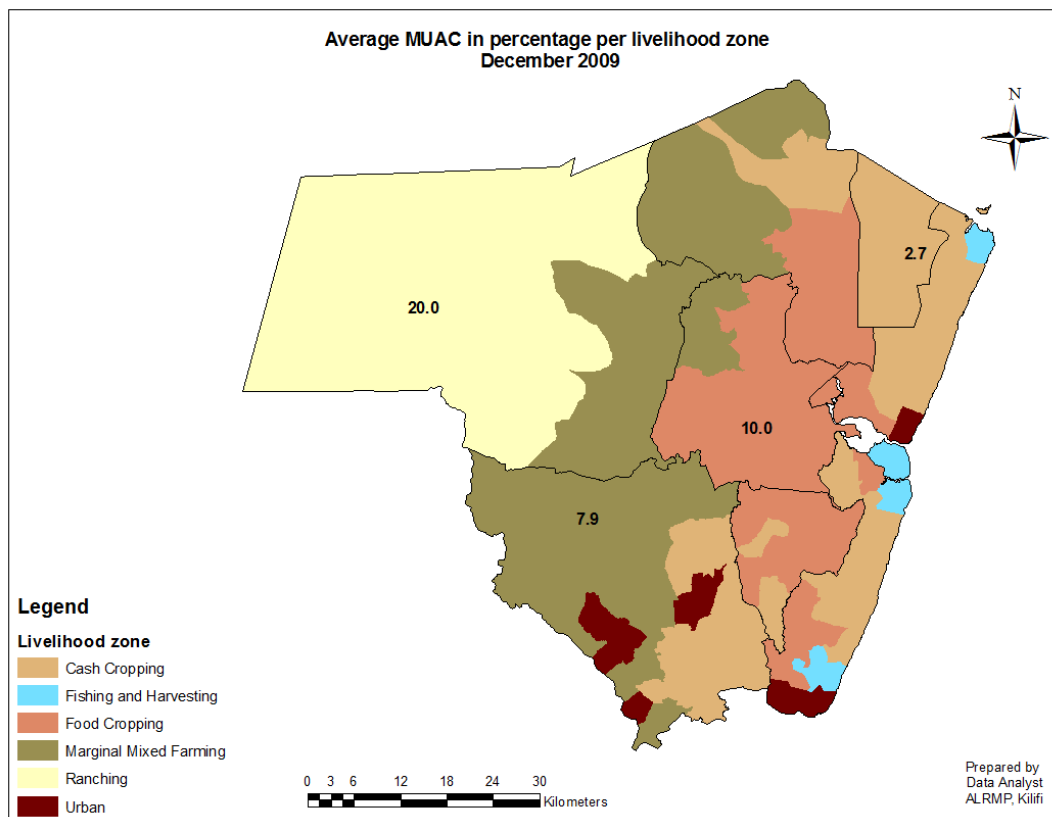 Average MUAC in percentage per livelihood zone
December 2009
N
2.7
20.0
10.0
7.9
Legend
Livelihood zone
Cash Cropping
Fishing and Harvesting
Food Cropping
Marginal Mixed Farming
Ranching
Urban
0 3 6 12 18 24 30
Kilometers
Prepared by
Data Analyst
ALRMP, Kilifi